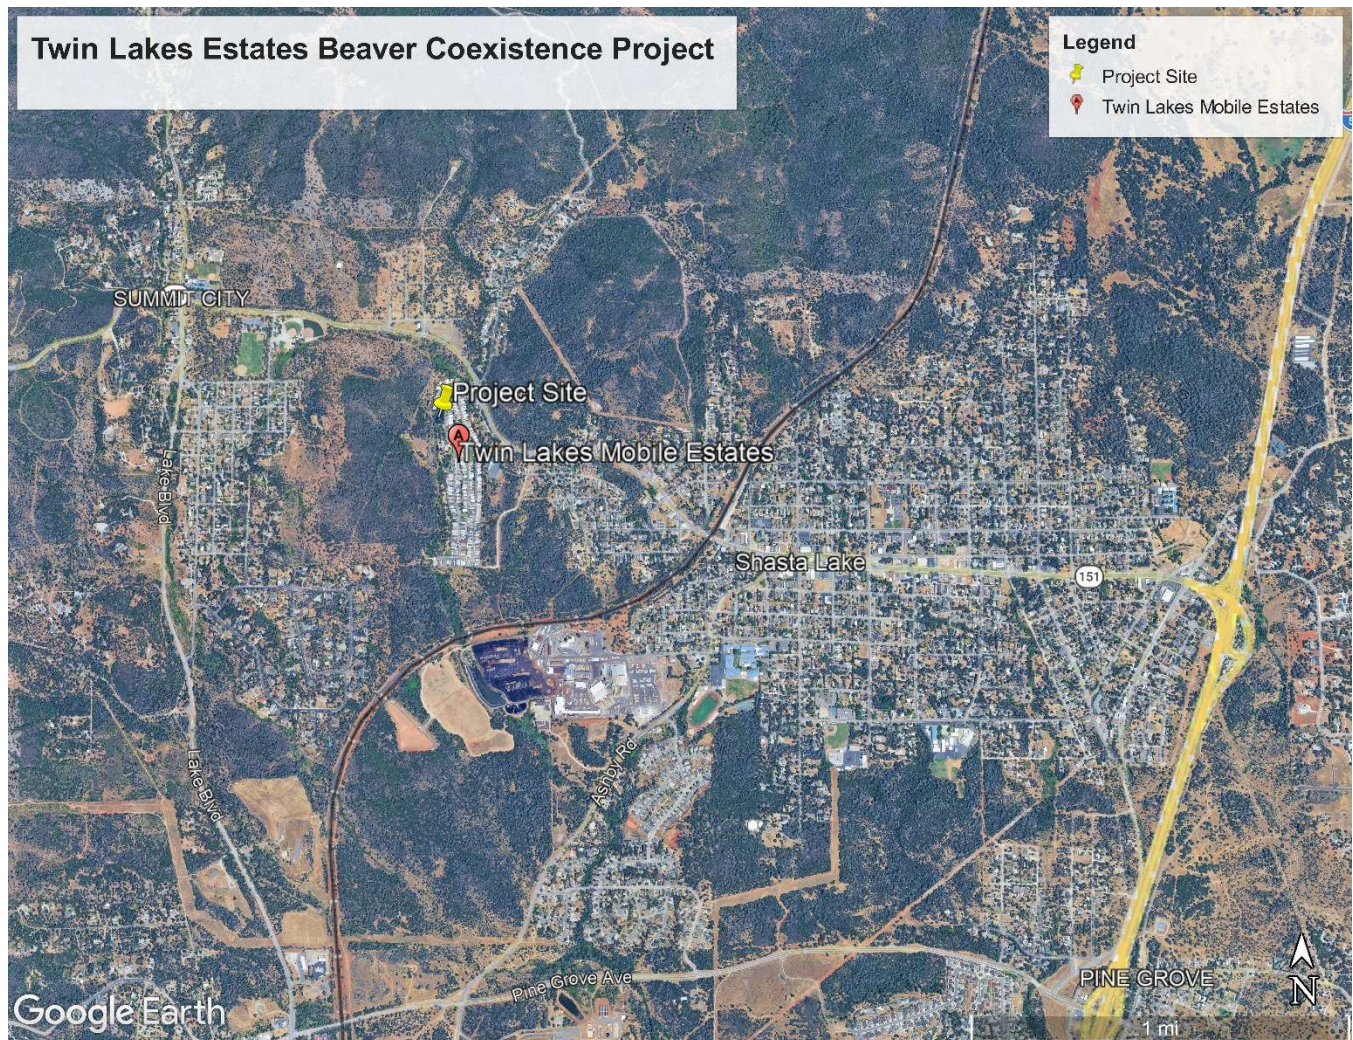 Twin Lakes Estates Beaver Coexistence Project
Legend
Project Site
Twin Lakes Mobile Estates
5
SUMMIT CITY
Project Site
A
Twin Lakes Mobile Estates
Lake Blvd
Shasta Lake
151
Lake Blvd
Ashby Rd
Pine Grove Ave
PINE GROVE
N
Google Earth
1 mi